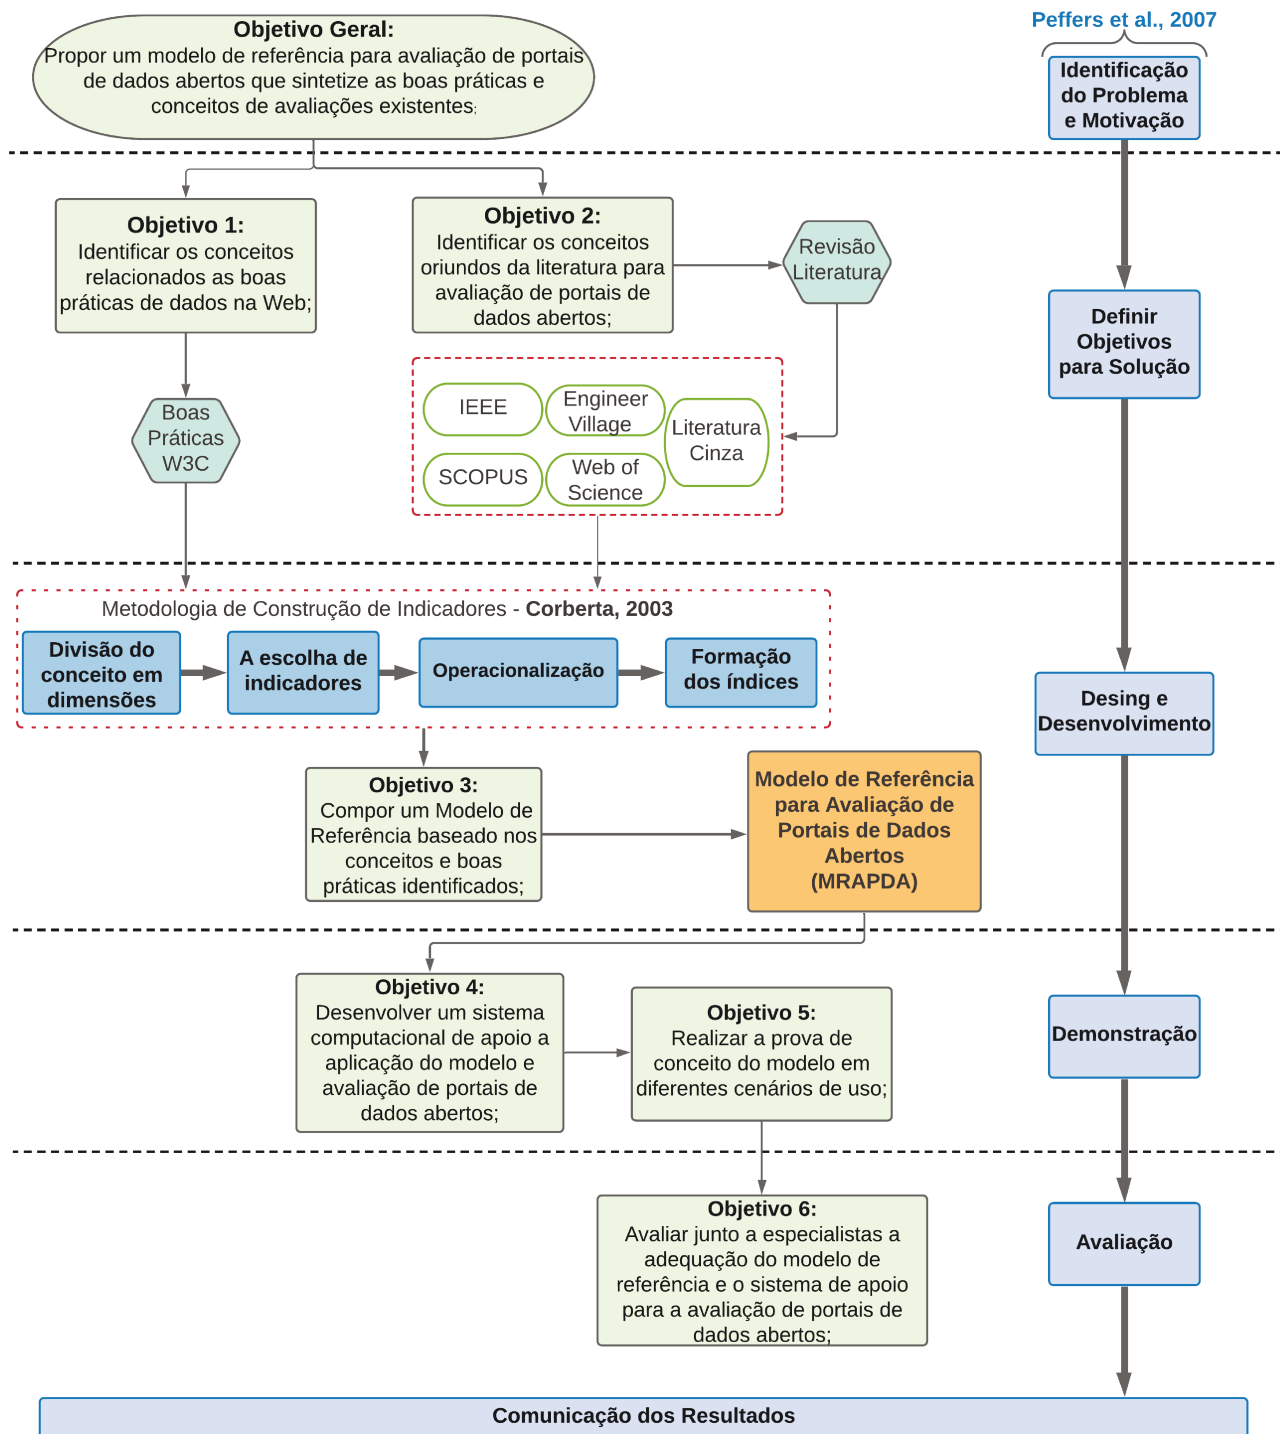 Objetivo Geral:
Propor um modelo de referência para avaliação de portais
de dados abertos que sintetize as boas práticas e
conceitos de avaliações existentes;
Peffers et al., 2007
Identificação
do Problema
e Motivação
Objetivo 1:
Identificar os conceitos
relacionados as boas
práticas de dados na Web;
Objetivo 2:
Identificar os conceitos
oriundos da literatura para
avaliação de portais de
dados abertos;
Revisão
Literatura
Definir
Objetivos
para Solução
Boas
Práticas
W3C
IEEE
Engineer
Village
Literatura
Cinza
SCOPUS
Web of
Science
Metodologia de Construção de Indicadores - Corberta, 2003
Divisão do
conceito em
dimensões
A escolha de
indicadores
Operacionalização
Formação
dos índices
Desing e
Desenvolvimento
Objetivo 3:
Compor um Modelo de
Referência baseado nos
conceitos e boas
práticas identificados;
Modelo de Referência
para Avaliação de
Portais de Dados
Abertos
(MRAPDA)
Objetivo 4:
Desenvolver um sistema
computacional de apoio a
aplicação do modelo e
avaliação de portais de
dados abertos;
Objetivo 5:
Realizar a prova de
conceito do modelo em
diferentes cenários de uso;
Demonstração
Objetivo 6:
Avaliar junto a especialistas a
adequação do modelo de
referência e o sistema de apoio
para a avaliação de portais de
dados abertos;
Avaliação
Comunicação dos Resultados